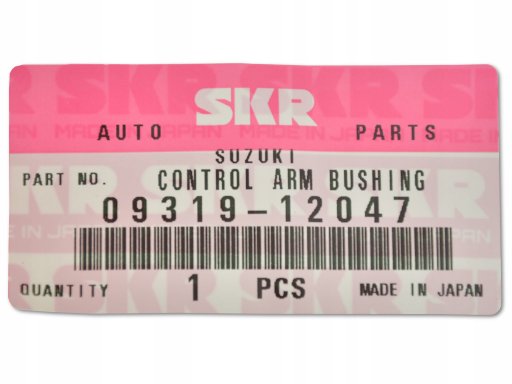 SKR
AUTO PARTS
SUZUKI
PART NO. CONTROL ARM BUSHING
09319-12047
QUANTITY 1 PCS MADE IN JAPAN